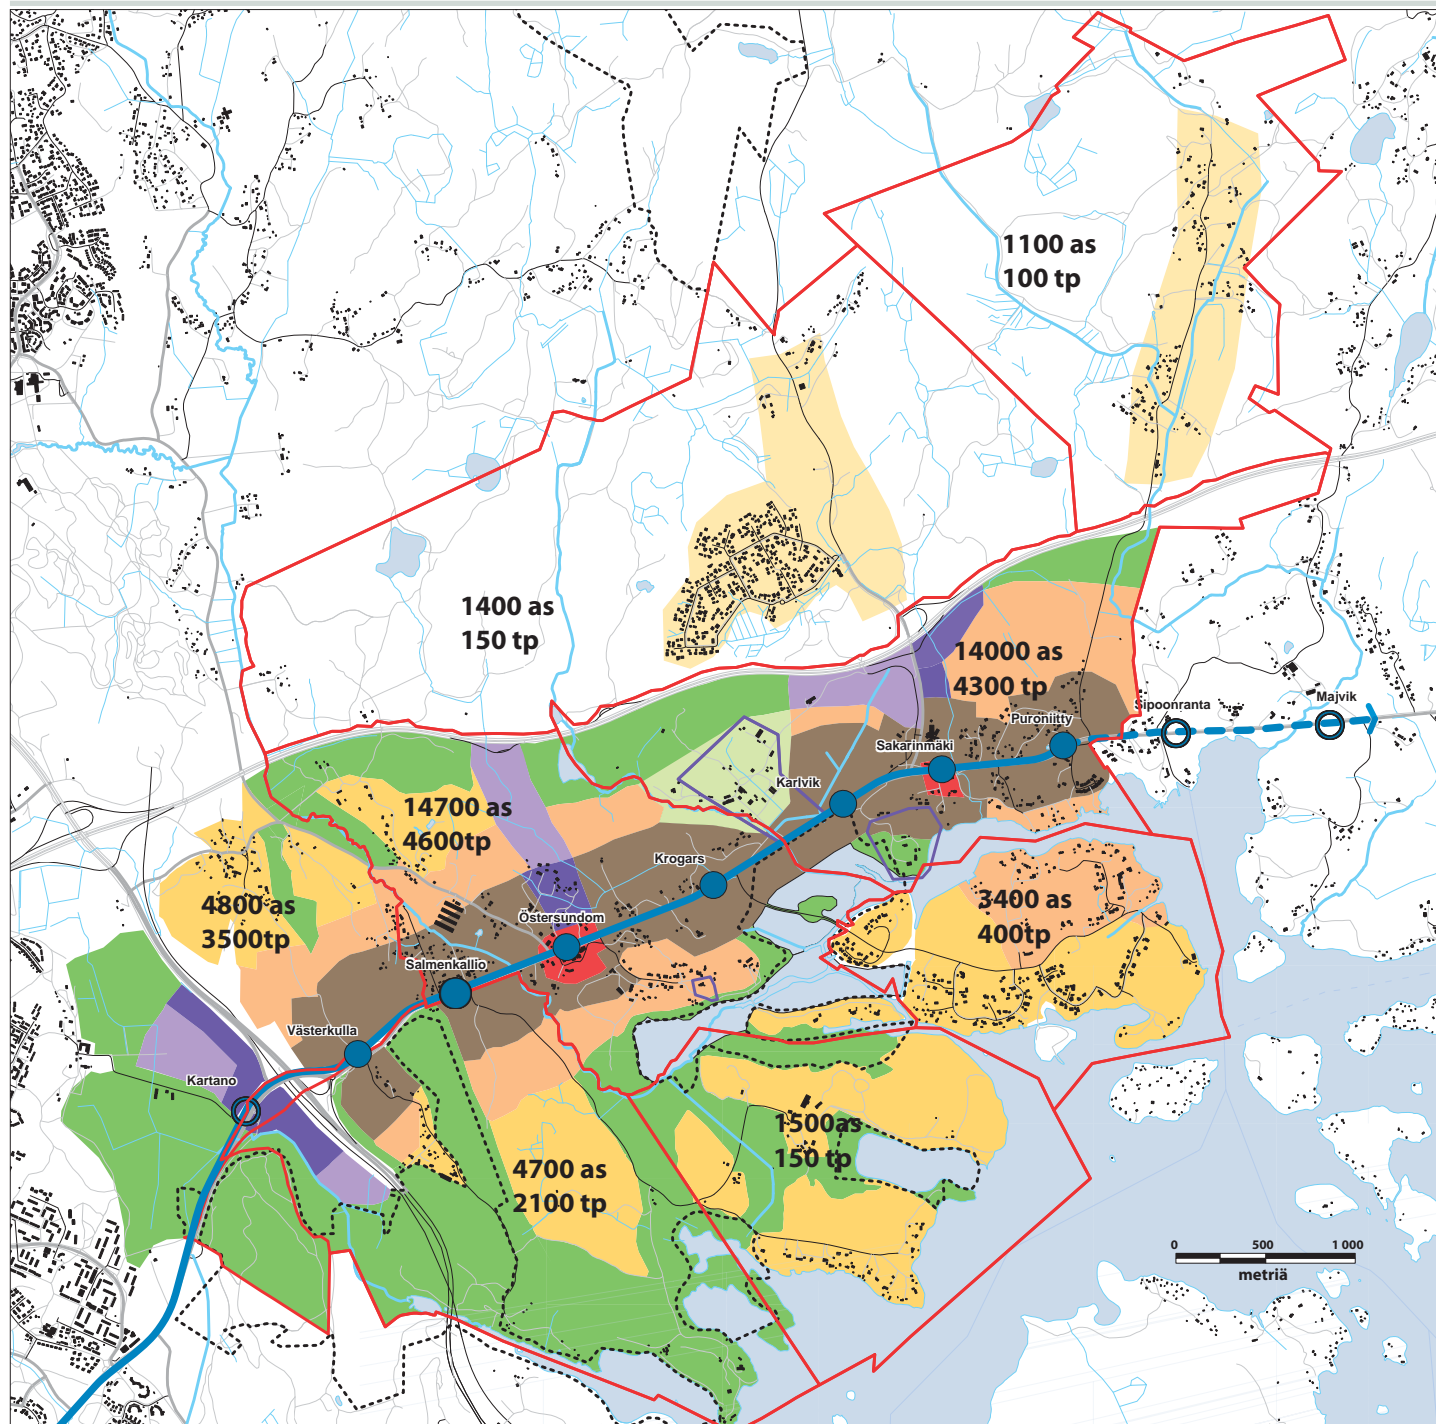 1100 as
100 tp
1400 as
150 tp
14000 as
4300 tp
Sipoonranta
Majvik
Puroniitty
Sakarinmäki
Karlvik
14700 as
4600tp
Krogars
4800 as
3500tp
3400 as
400tp
Östersundom
Salmenkallio
Västerkulla
Kartano
1500as
150 tp
4700 as
2100 tp
0 500 1 000
metriä